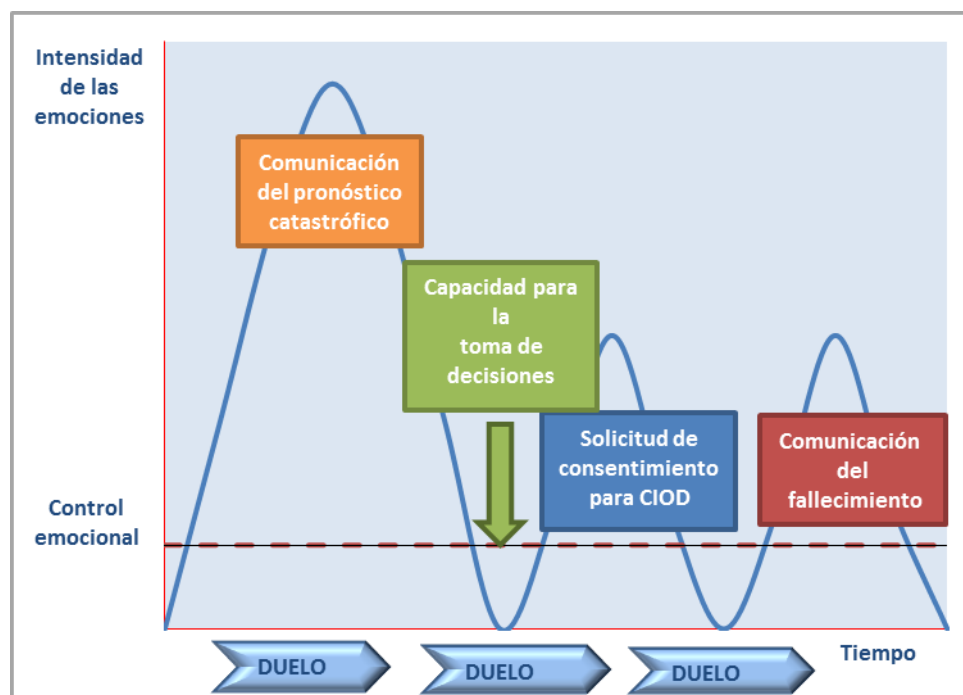 Intensidad
de las
emociones
Comunicación
del pronóstico
catastrófico
Capacidad para
la
toma de
decisiones
Solicitud de
consentimiento
para CIOD
Comunicación
del
fallecimiento
Control
emocional
DUELO
DUELO
DUELO
Tiempo